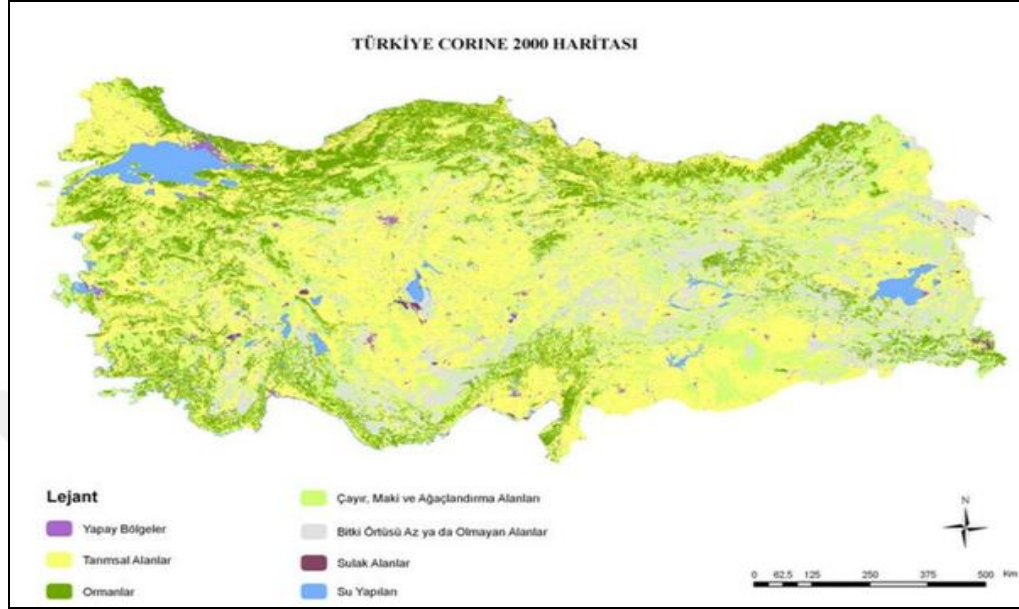 TÜRKİYE CORINE 2000 HARİTASI
Lejant
Yapay Bölgeler
Tarımsal Alanlar
Ormanlar
Çayır, Maki ve Ağaçlandırma Alanları
Bitki Örtüsü Az ya da Olmayan Alanlar
Sulak Alanlar
Su Yapıları
N
0 62,5 125 250 375 500 Km